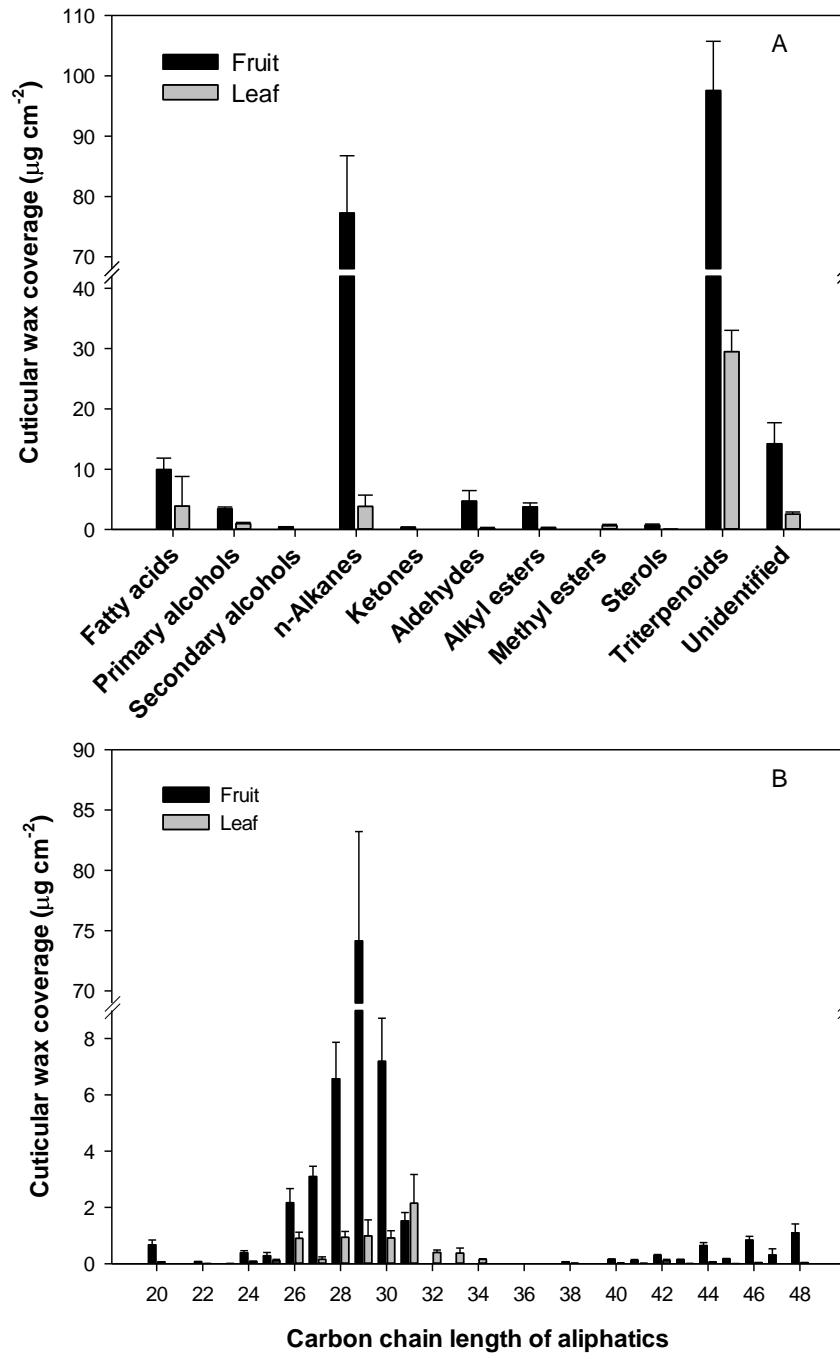 A
Fruit
Leaf
110
100
90
80
70
40
30
20
10
0
Cuticular wax coverage (μg cm⁻²)
Fatty acids
Primary alcohols
Secondary alcohols
n-Alkanes
Ketones
Aldehydes
Alkyl esters
Methyl esters
Sterols
Triterpenoids
Unidentified
B
Fruit
Leaf
90
85
80
75
70
8
6
4
2
0
Cuticular wax coverage (μg cm⁻²)
20 22 24 26 28 30 32 34 36 38 40 42 44 46 48
Carbon chain length of aliphatics